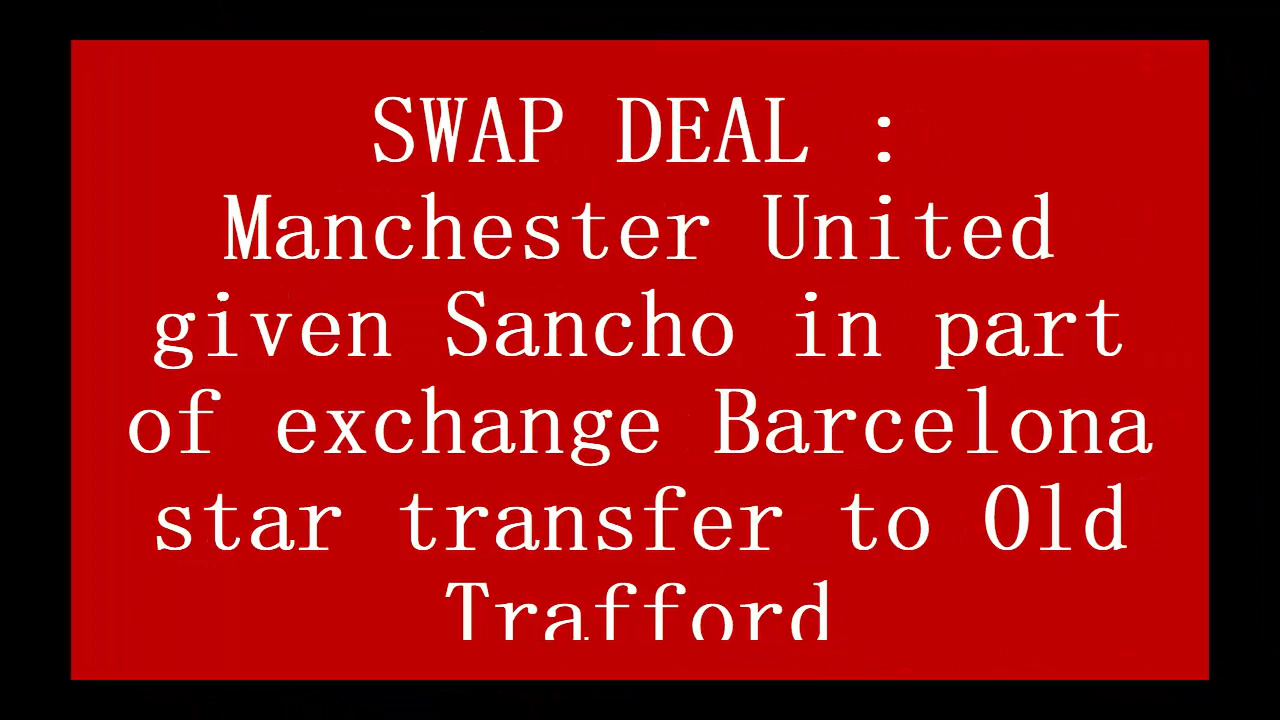 SWAP DEAL :
Manchester United
given Sancho in part
of exchange Barcelona
star transfer to Old
Trafford